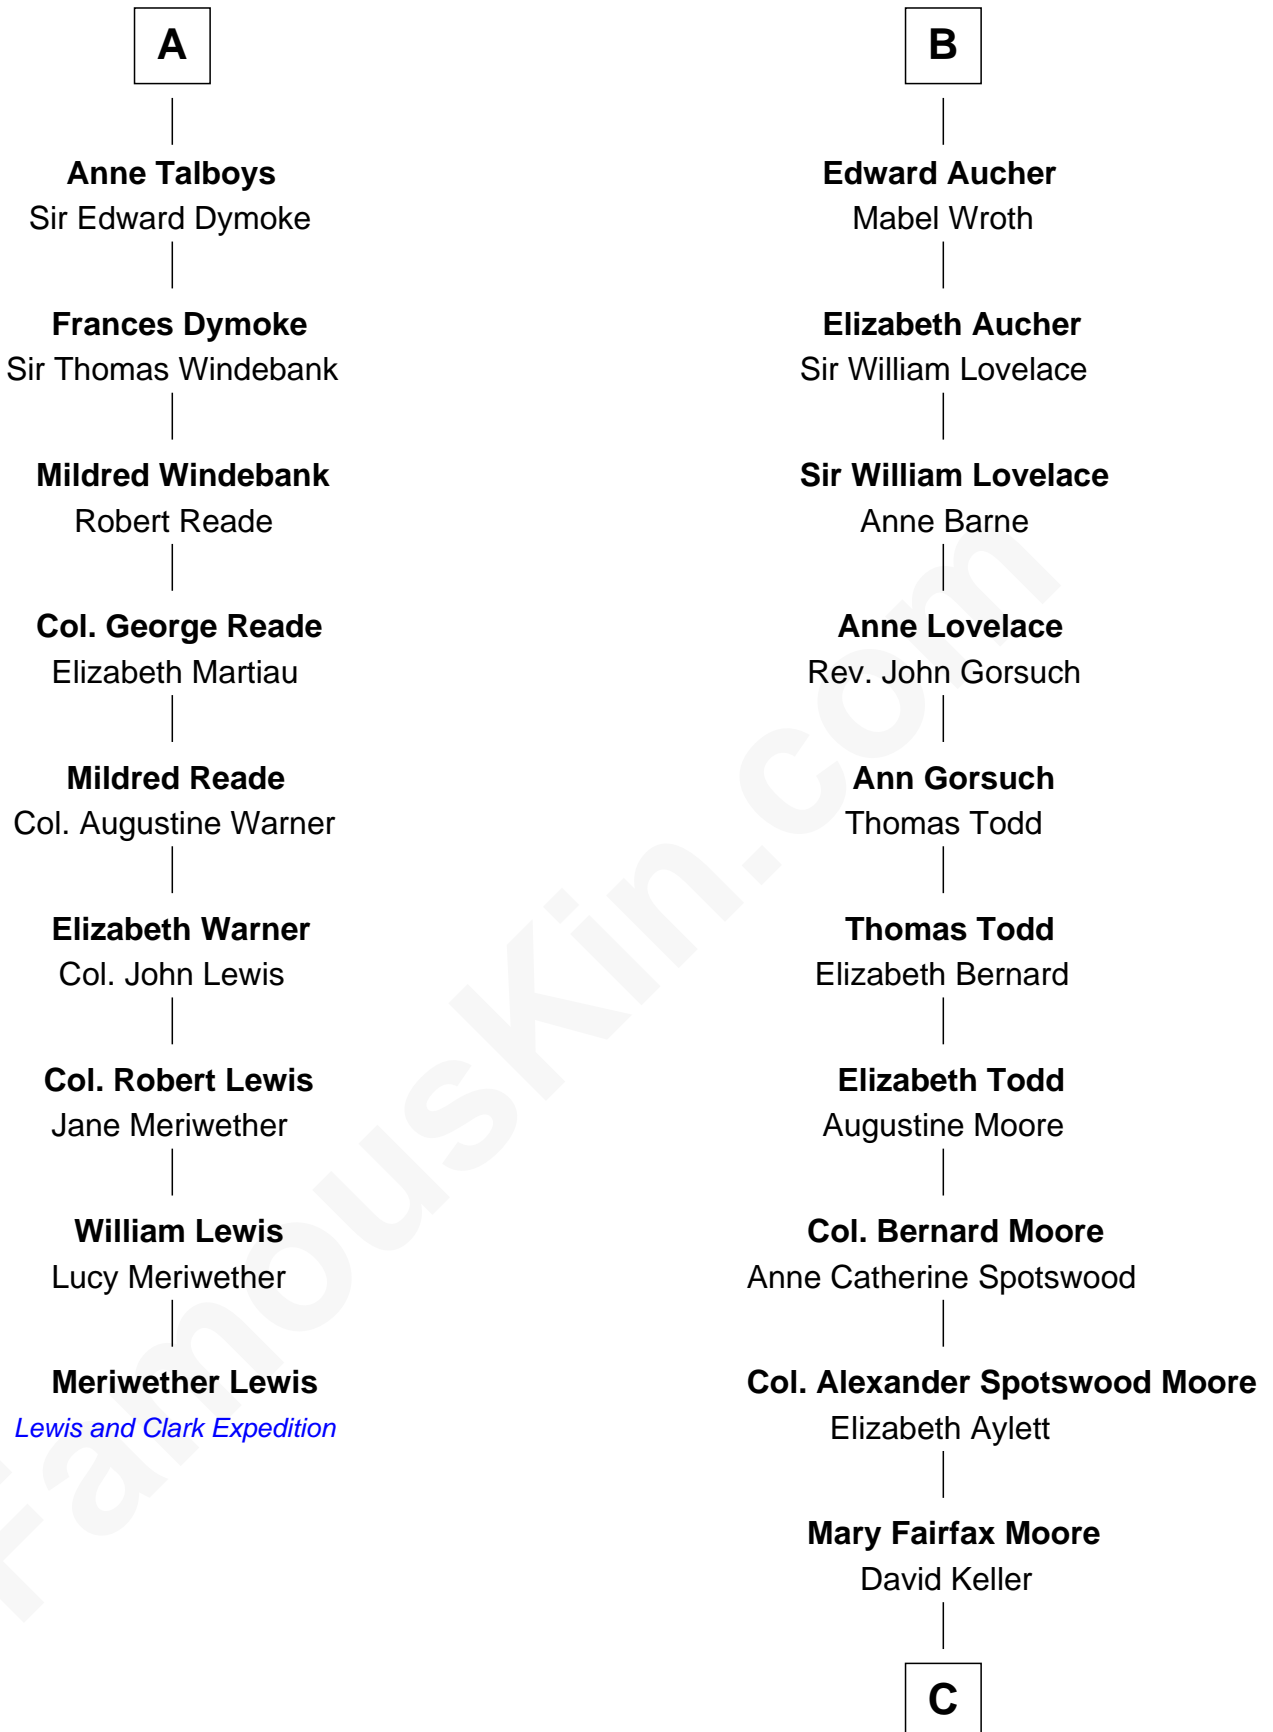 A
Anne Talboys
Sir Edward Dymoke
Frances Dymoke
Sir Thomas Windebank
Mildred Windebank
Robert Reade
Col. George Reade
Elizabeth Martiau
Mildred Reade
Col. Augustine Warner
Elizabeth Warner
Col. John Lewis
Col. Robert Lewis
Jane Meriwether
William Lewis
Lucy Meriwether
Meriwether Lewis
Lewis and Clark Expedition
B
Edward Aucher
Mabel Wroth
Elizabeth Aucher
Sir William Lovelace
Sir William Lovelace
Anne Barne
Anne Lovelace
Rev. John Gorsuch
Ann Gorsuch
Thomas Todd
Thomas Todd
Elizabeth Bernard
Elizabeth Todd
Augustine Moore
Col. Bernard Moore
Anne Catherine Spotswood
Col. Alexander Spotswood Moore
Elizabeth Aylett
Mary Fairfax Moore
David Keller
C
FamousKin.com